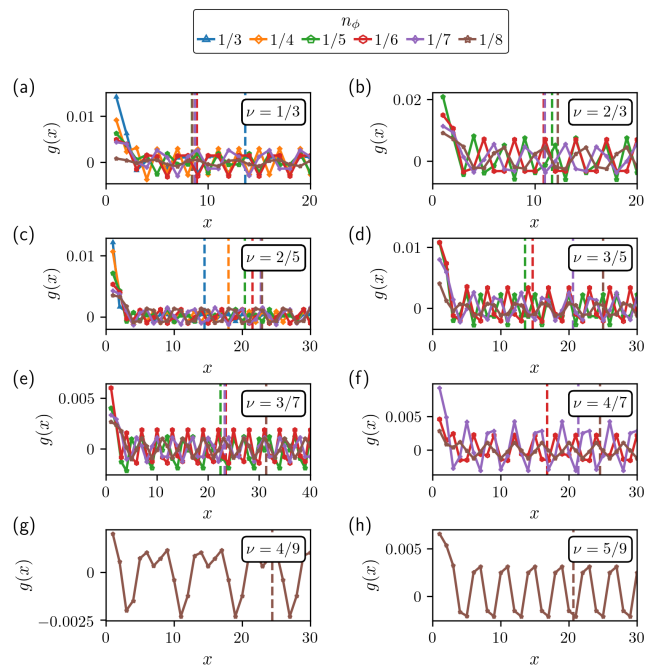 n_ϕ
1/3 1/4 1/5 1/6 1/7 1/8
(a) (b)
g(x) 0.01 0 ν = 1/3 g(x) 0.02 0 ν = 2/3
0 10 20 0 10 20
x x
(c) (d)
g(x) 0.01 0 ν = 2/5 g(x) 0.01 0 ν = 3/5
0 10 20 30 0 10 20 30
x x
(e) (f)
g(x) 0.005 0 ν = 3/7 g(x) 0.005 0 ν = 4/7
0 10 20 30 40 0 10 20 30
x x
(g) (h)
g(x) 0 −0.0025 ν = 4/9 g(x) 0.005 0 ν = 5/9
0 10 20 30 0 10 20 30
x x